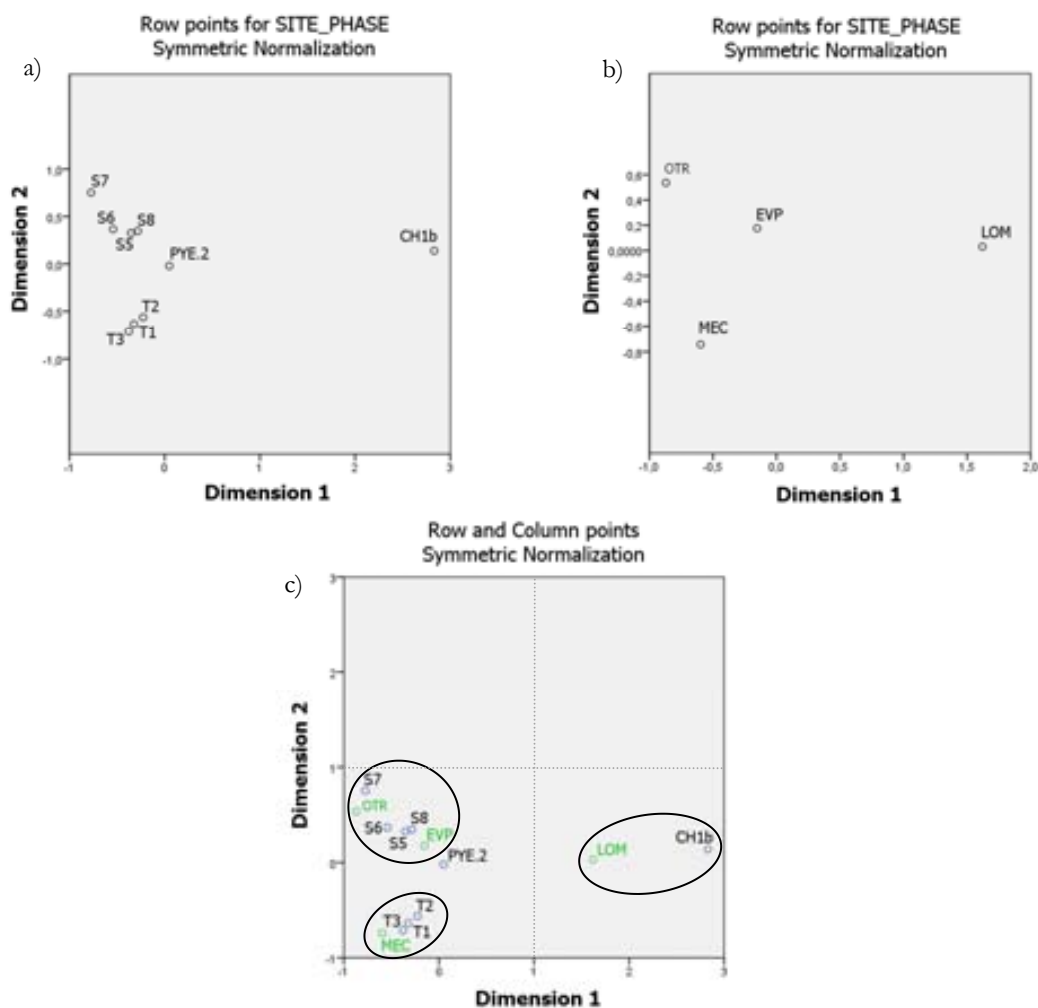 Row points for SITE_PHASE
Symmetric Normalization
a)
Dimension 2
1,0
0,5
0,0
-0,5
-1,0
S7
S6
S8
S5
PYE.2
CH1b
T2
T3
T1
-1
0
1
2
3
Dimension 1
Row points for SITE_PHASE
Symmetric Normalization
b)
Dimension 2
0,6
0,4
0,2
0,0000
-0,2
-0,4
-0,6
-0,8
OTR
EVP
LOM
MEC
-1,0
-0,5
0,0
0,5
1,0
1,5
2,0
Dimension 1
Row and Column points
Symmetric Normalization
c)
Dimension 2
3
2
1
0
-1
S7
OTR
S6
S8
S5
EVP
PYE.2
LOM
CH1b
T2
T3
T1
MEC
-1
0
1
2
3
Dimension 1